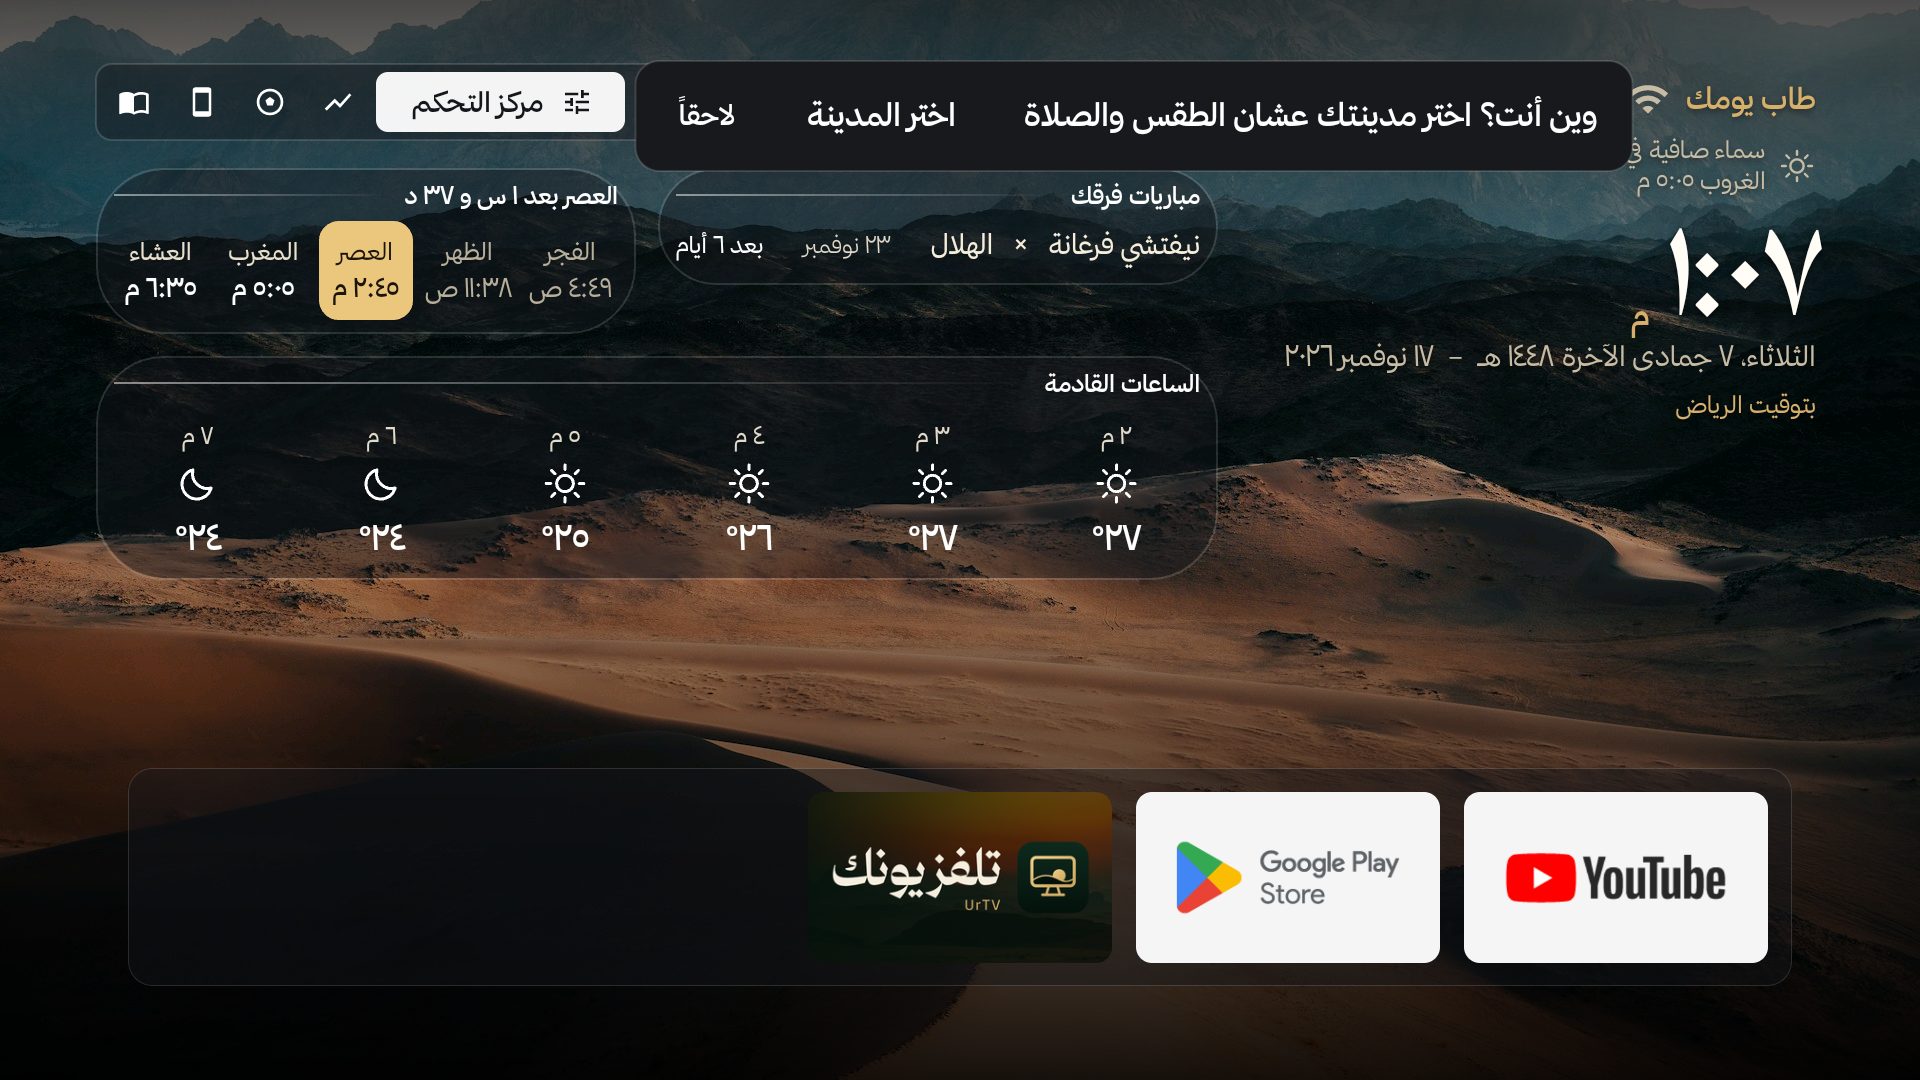 طاب يومك
سماء صافية في
الغروب ٥:٠٥ م
١:٠٧ م
الثلاثاء، ٧ جمادى الآخرة ١٤٤٨ هـ – ١٧ نوفمبر ٢٠٢٦
بتوقيت الرياض
وين أنت؟ اختر مدينتك عشان الطقس والصلاة
اختر المدينة
لاحقاً
مركز التحكم
مباريات فرقك
نيفتشي فرغانة × الهلال ٢٣ نوفمبر بعد ٦ أيام
العصر بعد ١ س و ٣٧ د
الفجر الظهر العصر المغرب العشاء
٤:٤٩ ص ١١:٣٨ ص ٢:٤٥ م ٥:٠٥ م ٦:٣٥ م
الساعات القادمة
٢ م ٣ م ٤ م ٥ م ٦ م ٧ م
٢٧° ٢٧° ٢٦° ٢٥° ٢٤° ٢٤°
YouTube
Google Play
Store
تلفزيونك
UrTV